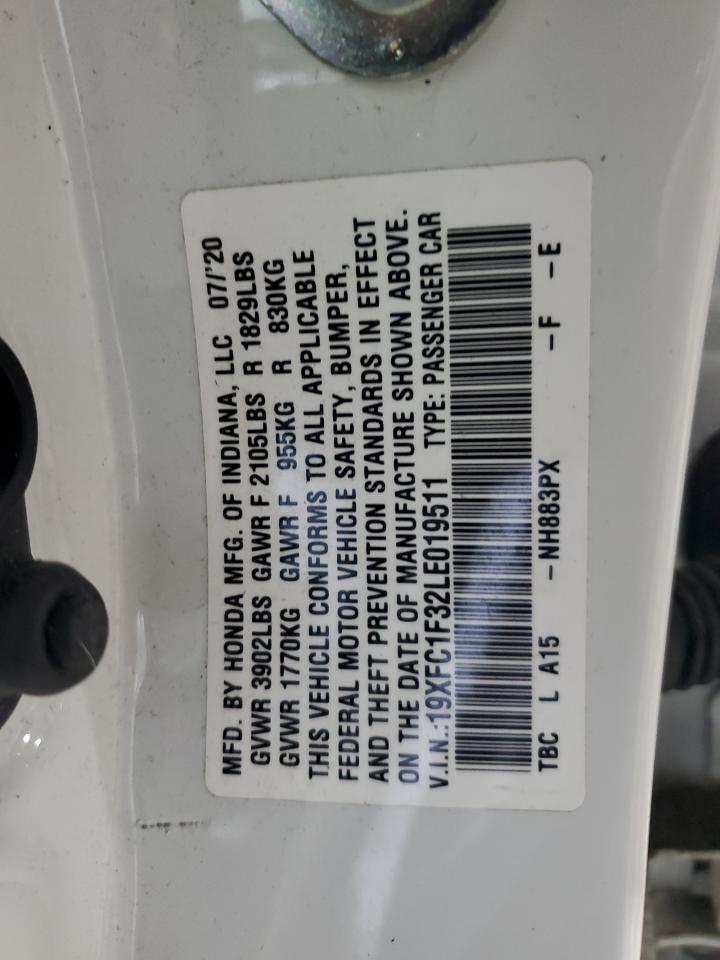 MFD. BY HONDA MFG. OF INDIANA, LLC 07/'20
GVWR 3902LBS GAWR F 2105LBS R 1829LBS
GVWR 1770KG GAWR F 955KG R 830KG
THIS VEHICLE CONFORMS TO ALL APPLICABLE
FEDERAL MOTOR VEHICLE SAFETY, BUMPER,
AND THEFT PREVENTION STANDARDS IN EFFECT
ON THE DATE OF MANUFACTURE SHOWN ABOVE.
V.I.N.:19XFC1F32LE019511 TYPE: PASSENGER CAR
TBC L A15 -NH883PX -F -E